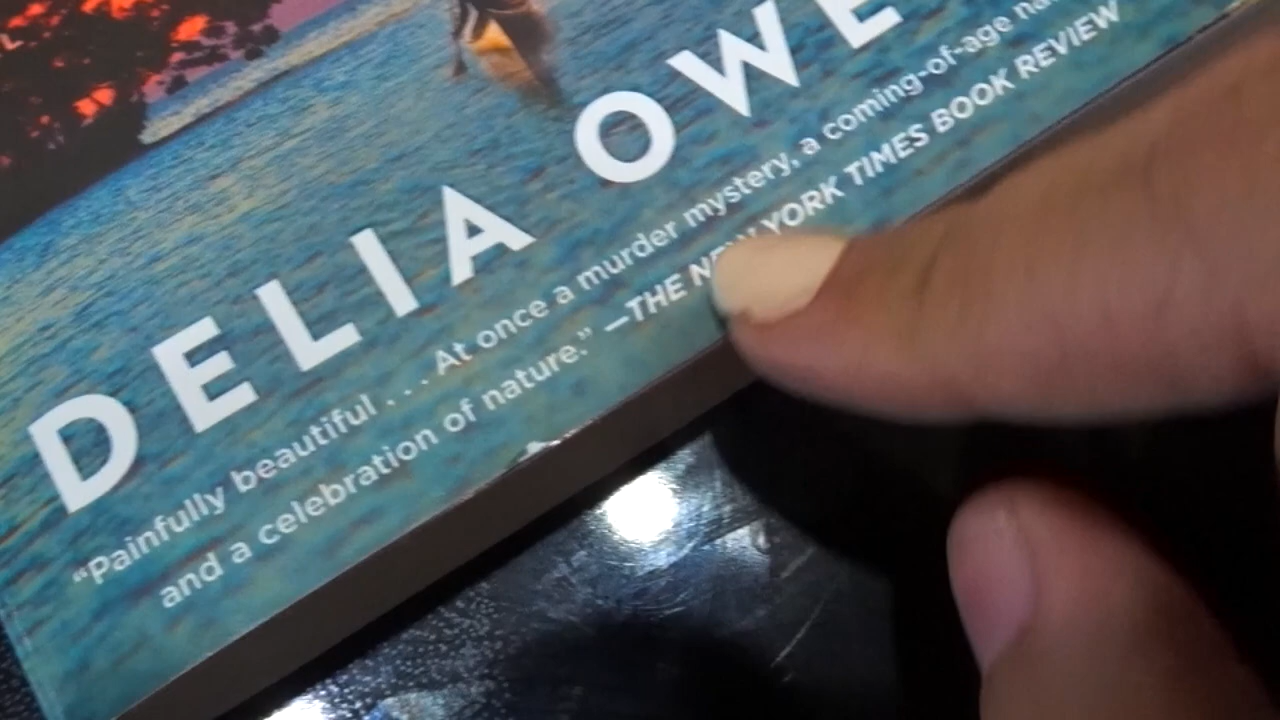 DELIA OWE
“Painfully beautiful . . . At once a murder mystery, a coming-of-age na
and a celebration of nature.” —THE NEW YORK TIMES BOOK REVIEW